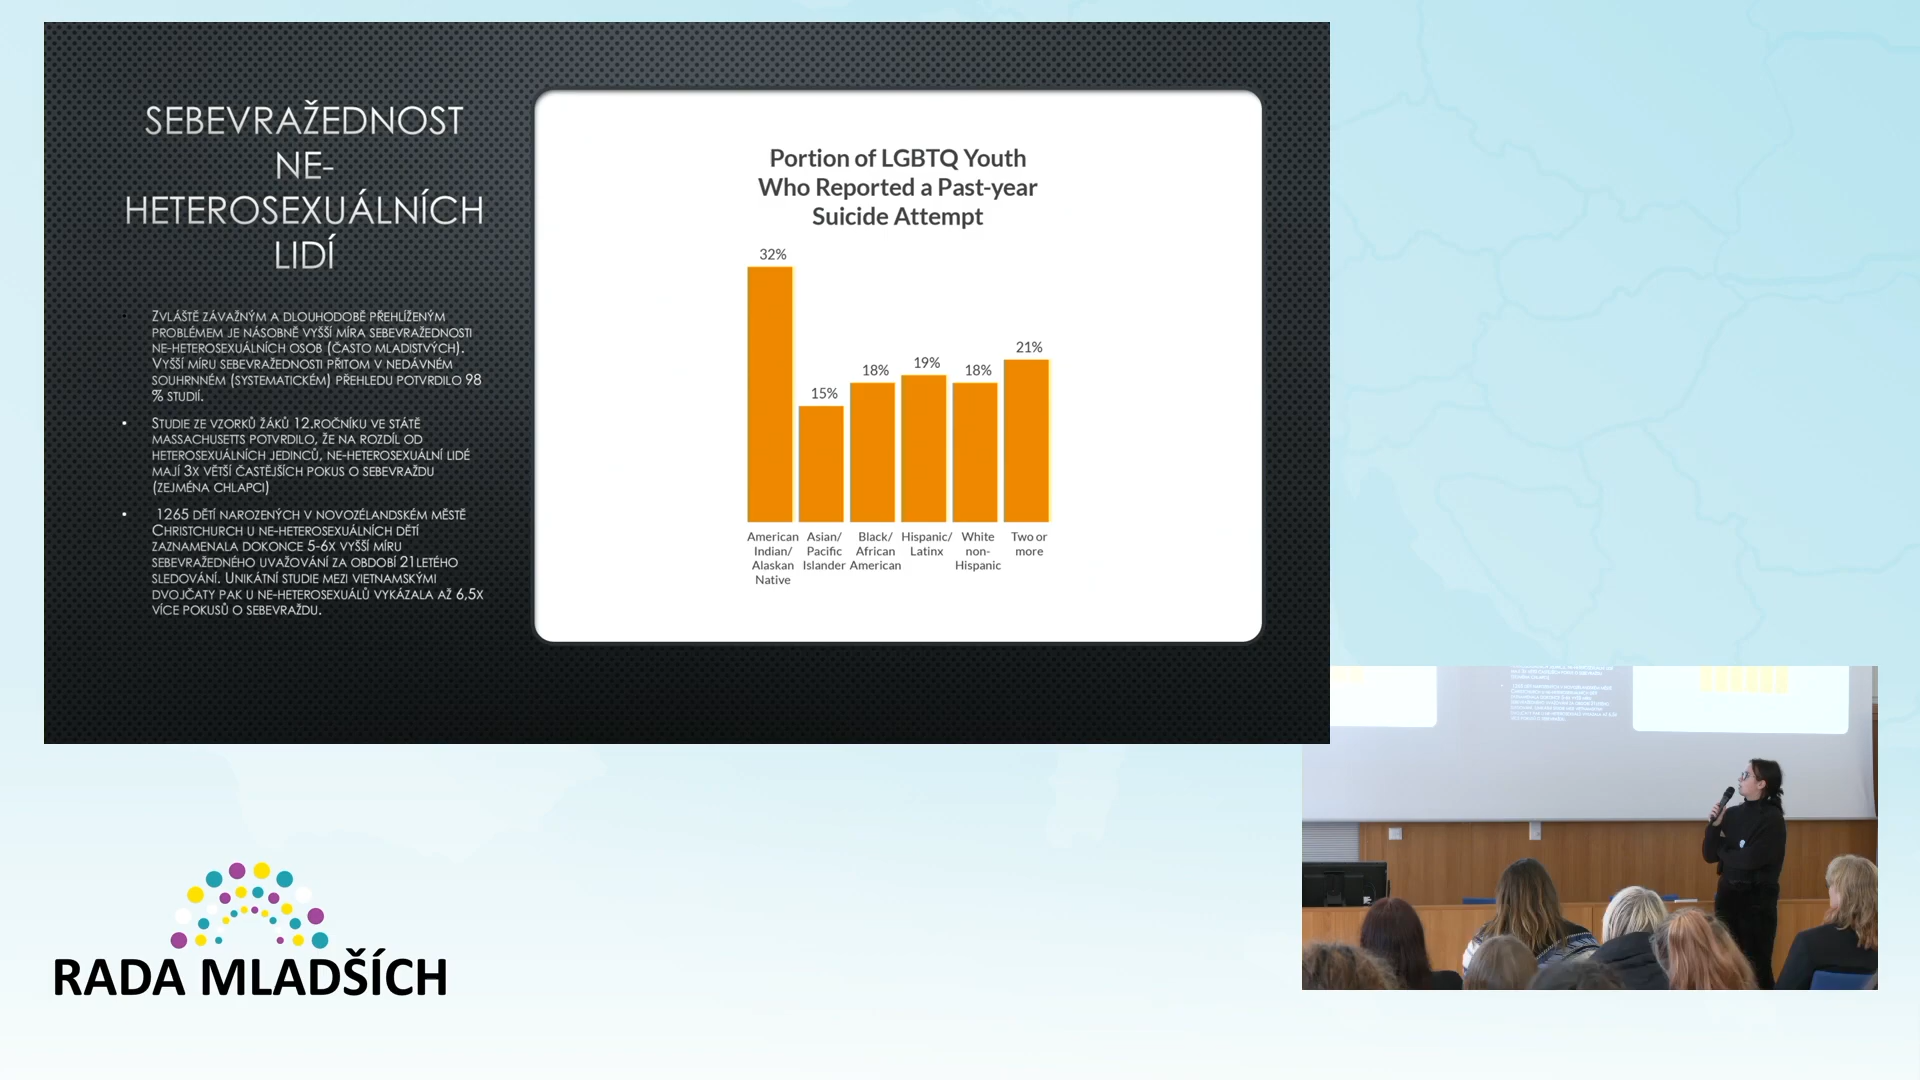 SEBEVRAŽEDNOST
NE-
HETEROSEXUÁLNÍCH
LIDÍ
Zvláště závažným a dlouhodobě přehlíženým
problémem je násobně vyšší míra sebevražednosti
ne-heterosexuálních osob (často mladistvých).
Vyšší míru sebevražednosti přitom v nedávném
souhrnném (systematickém) přehledu potvrdilo 98
% studií.
• Studie ze vzorků žáků 12.ročníku ve státě
massachusetts potvrdilo, že na rozdíl od
heterosexuálních jedinců, ne-heterosexuální lidé
mají 3x větší častějších pokus o sebevraždu
(zejména chlapci)
• 1265 dětí narozených v novozélandském městě
Christchurch u ne-heterosexuálních dětí
zaznamenala dokonce 5-6x vyšší míru
sebevražedného uvažování za období 21letého
sledování. Unikátní studie mezi vietnamskými
dvojčaty pak u ne-heterosexuálů vykázala až 6,5x
více pokusů o sebevraždu.
Portion of LGBTQ Youth
Who Reported a Past-year
Suicide Attempt
32%
15%
18%
19%
18%
21%
American
Indian/
Alaskan
Native
Asian/
Pacific
Islander
Black/
African
American
Hispanic/
Latinx
White
non-
Hispanic
Two or
more
RADA MLADŠÍCH